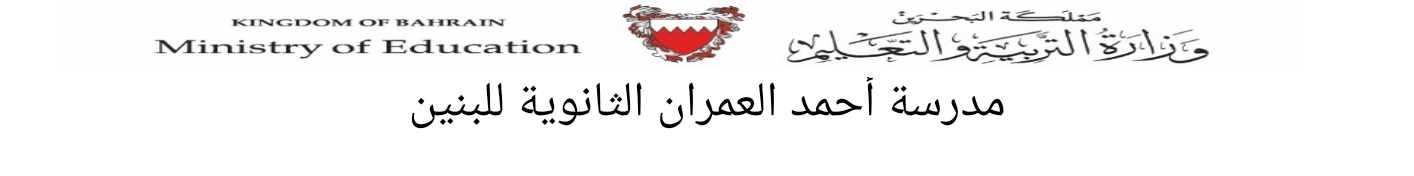 KINGDOM OF BAHRAIN
Ministry of Education
مملكة البحرين
وزارة التربية والتعليم
مدرسة أحمد العمران الثانوية للبنين